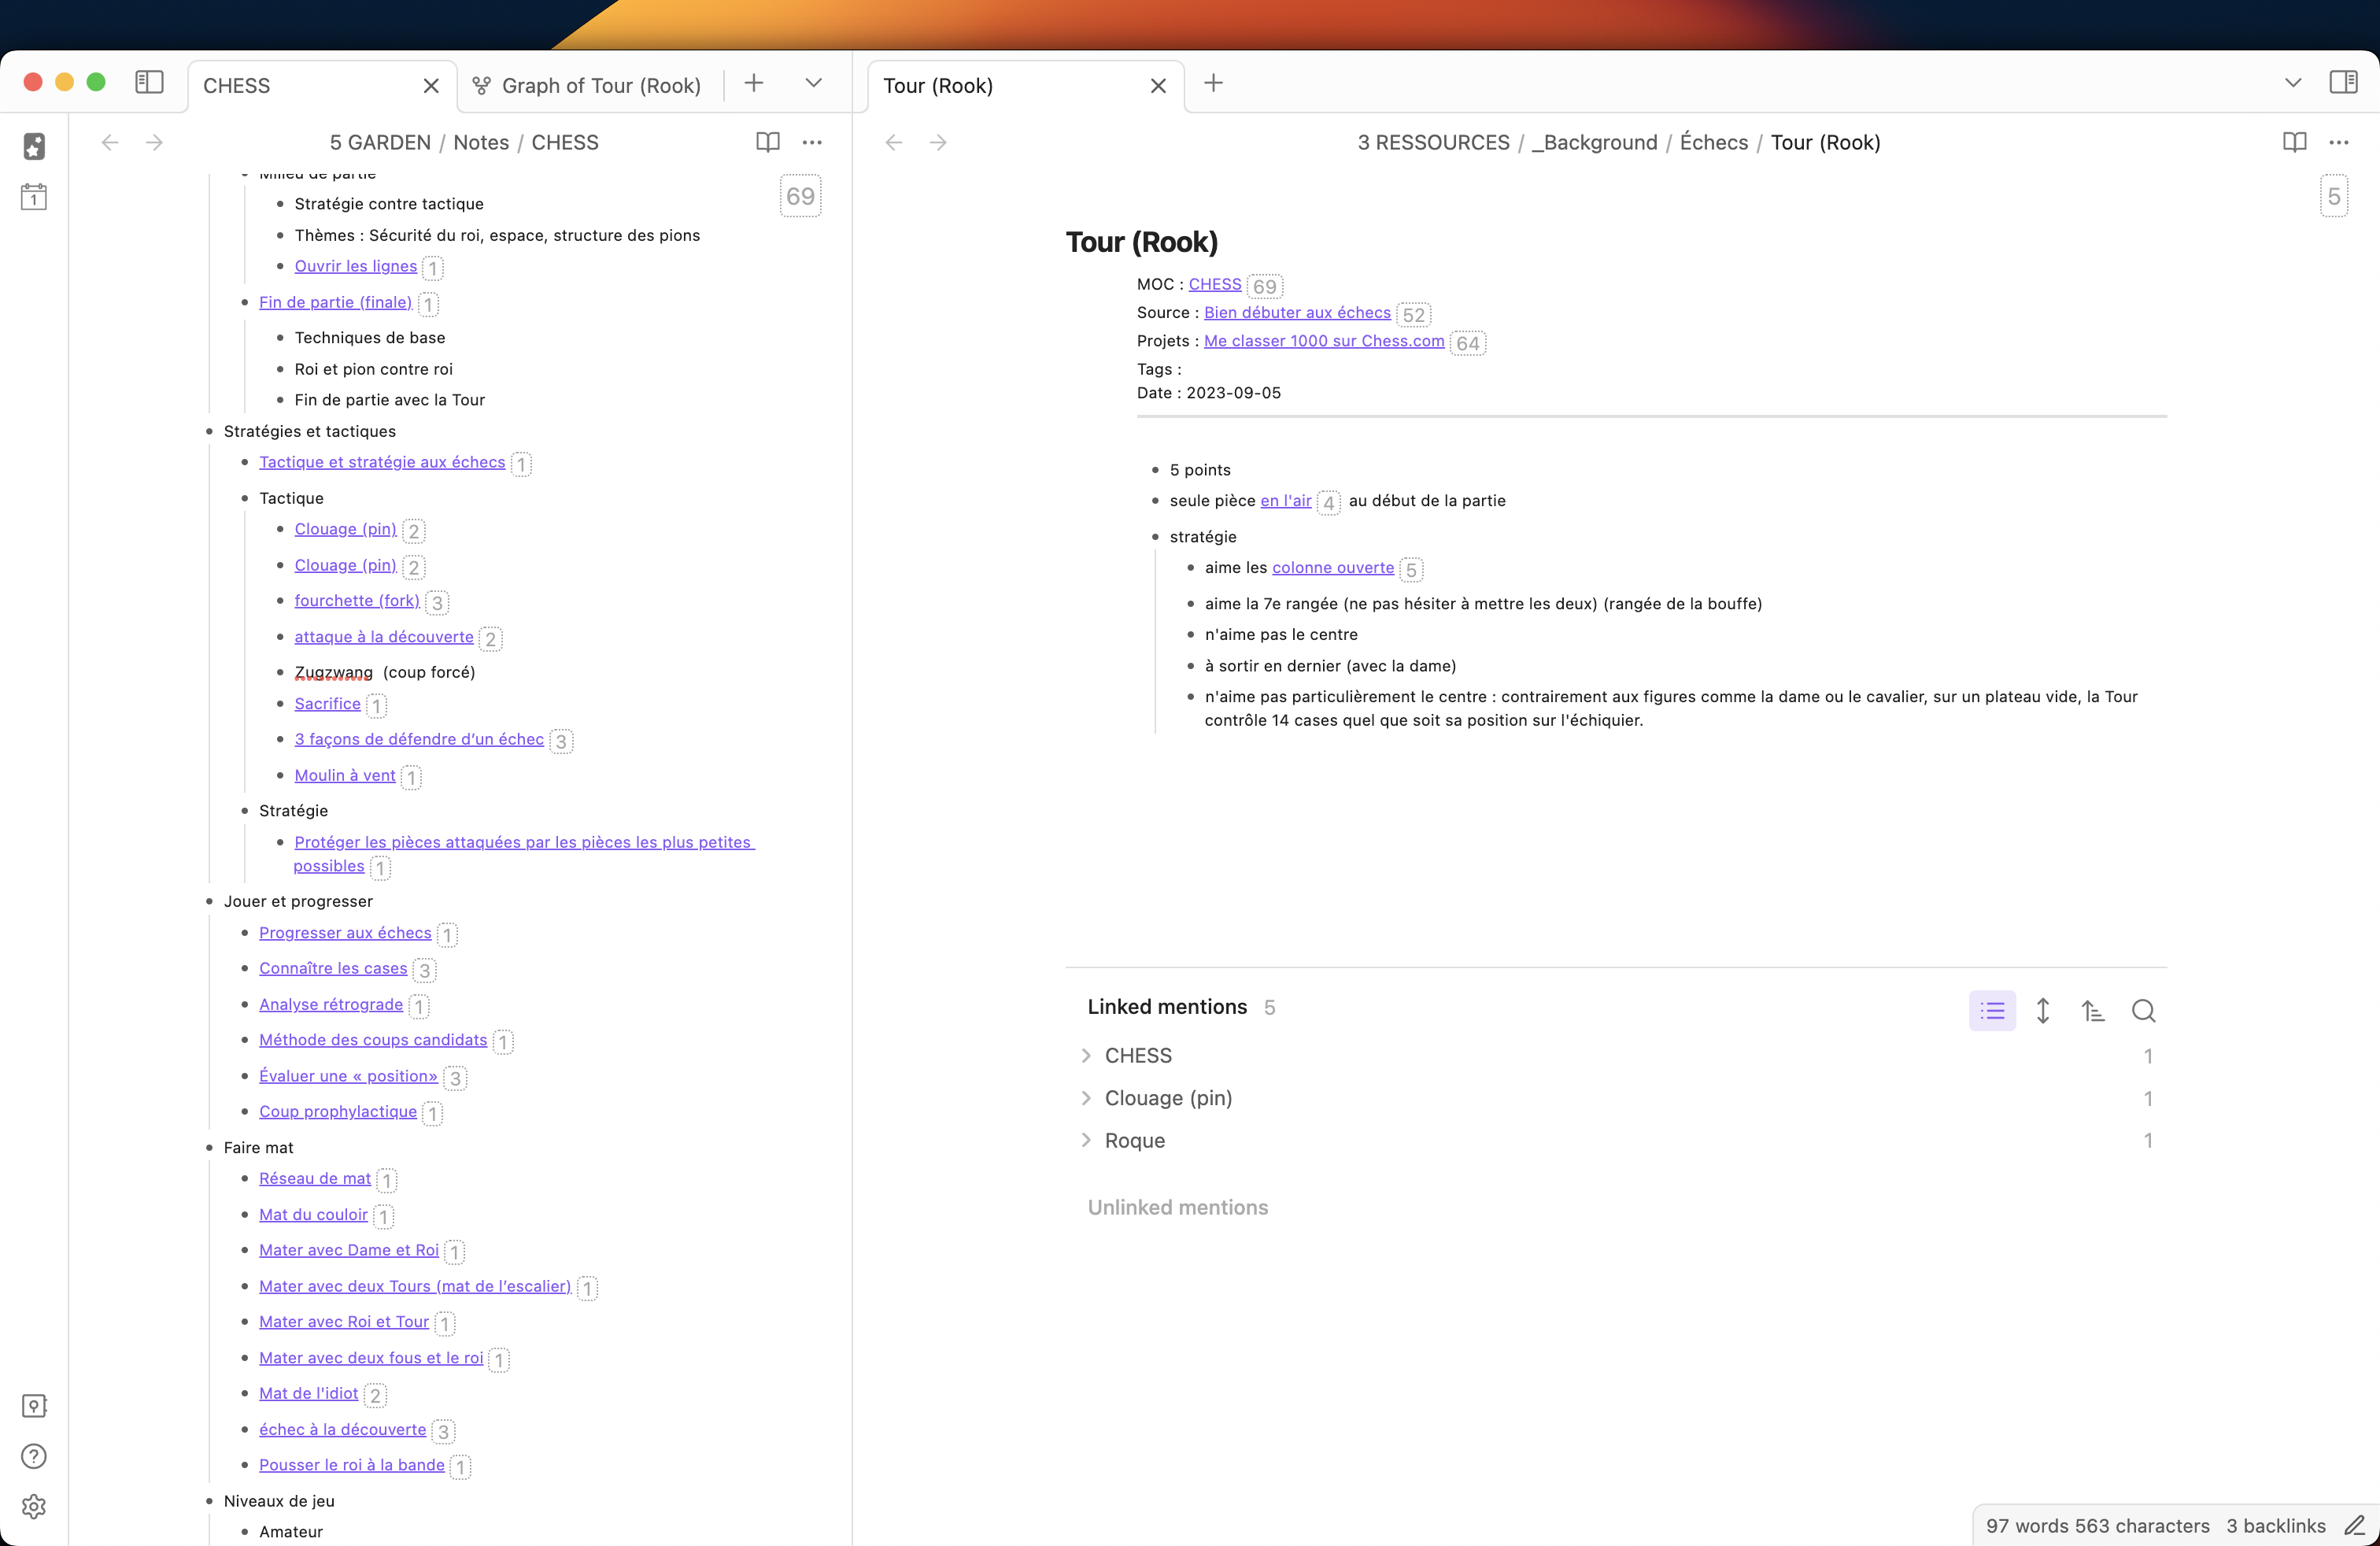 CHESS
Graph of Tour (Rook)
Tour (Rook)
1
5 GARDEN / Notes / CHESS
69
Milieu de partie
Stratégie contre tactique
Thèmes : Sécurité du roi, espace, structure des pions
Ouvrir les lignes 1
Fin de partie (finale) 1
Techniques de base
Roi et pion contre roi
Fin de partie avec la Tour
Stratégies et tactiques
Tactique et stratégie aux échecs 1
Tactique
Clouage (pin) 2
Clouage (pin) 2
fourchette (fork) 3
attaque à la découverte 2
Zugzwang (coup forcé)
Sacrifice 1
3 façons de défendre d’un échec 3
Moulin à vent 1
Stratégie
Protéger les pièces attaquées par les pièces les plus petites
possibles 1
Jouer et progresser
Progresser aux échecs 1
Connaître les cases 3
Analyse rétrograde 1
Méthode des coups candidats 1
Évaluer une « position» 3
Coup prophylactique 1
Faire mat
Réseau de mat 1
Mat du couloir 1
Mater avec Dame et Roi 1
Mater avec deux Tours (mat de l’escalier) 1
Mater avec Roi et Tour 1
Mater avec deux fous et le roi 1
Mat de l'idiot 2
échec à la découverte 3
Pousser le roi à la bande 1
Niveaux de jeu
Amateur
3 RESSOURCES / _Background / Échecs / Tour (Rook)
5
Tour (Rook)
MOC : CHESS 69
Source : Bien débuter aux échecs 52
Projets : Me classer 1000 sur Chess.com 64
Tags :
Date : 2023-09-05
5 points
seule pièce en l'air 4 au début de la partie
stratégie
aime les colonne ouverte 5
aime la 7e rangée (ne pas hésiter à mettre les deux) (rangée de la bouffe)
n'aime pas le centre
à sortir en dernier (avec la dame)
n'aime pas particulièrement le centre : contrairement aux figures comme la dame ou le cavalier, sur un plateau vide, la Tour
contrôle 14 cases quel que soit sa position sur l'échiquier.
Linked mentions 5
CHESS 1
Clouage (pin) 1
Roque 1
Unlinked mentions
97 words 563 characters 3 backlinks